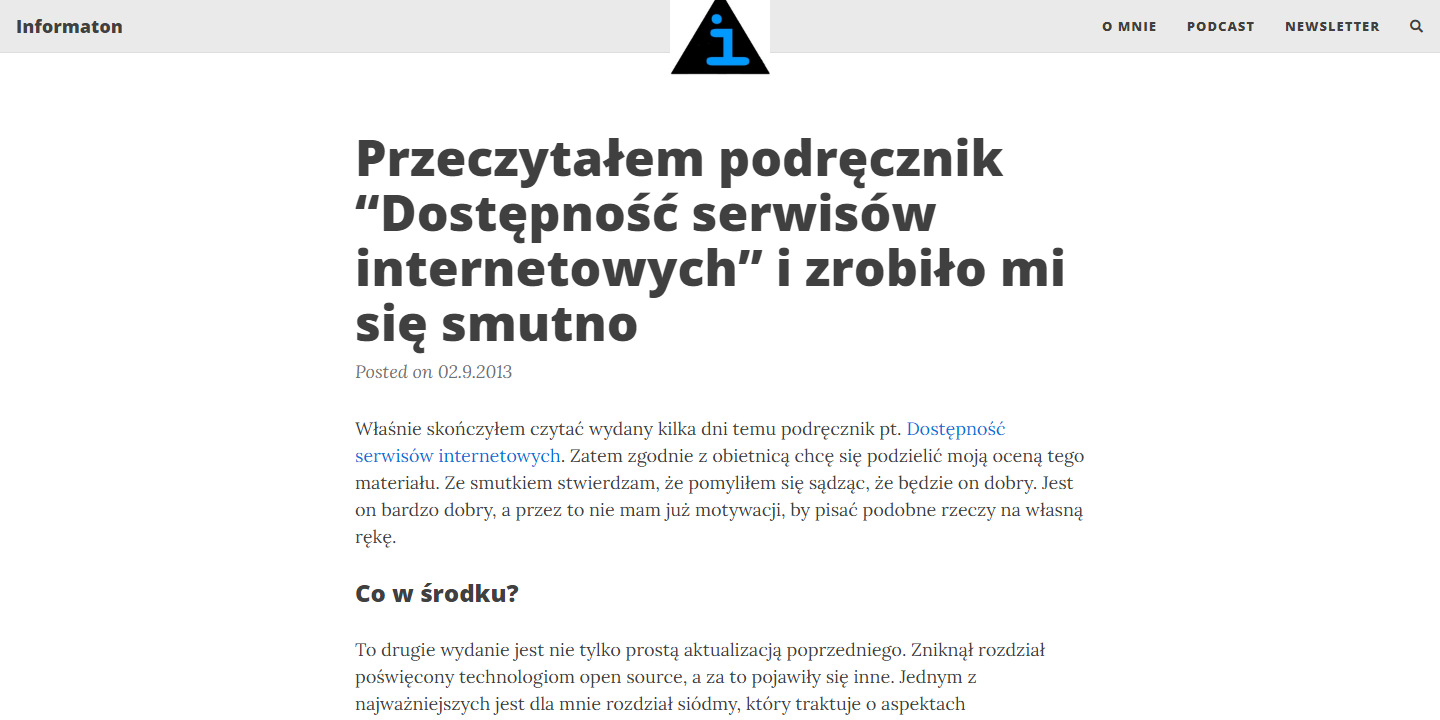 Informaton
i
O MNIE
PODCAST
NEWSLETTER
Przeczytałem podręcznik
“Dostępność serwisów
internetowych” i zrobiło mi
się smutno
Posted on 02.9.2013
Właśnie skończyłem czytać wydany kilka dni temu podręcznik pt. Dostępność
serwisów internetowych. Zatem zgodnie z obietnicą chcę się podzielić moją oceną tego
materiału. Ze smutkiem stwierdzam, że pomyliłem się sądząc, że będzie on dobry. Jest
on bardzo dobry, a przez to nie mam już motywacji, by pisać podobne rzeczy na własną
rękę.
Co w środku?
To drugie wydanie jest nie tylko prostą aktualizacją poprzedniego. Zniknął rozdział
poświęcony technologiom open source, a za to pojawiły się inne. Jednym z
najważniejszych jest dla mnie rozdział siódmy, który traktuje o aspektach